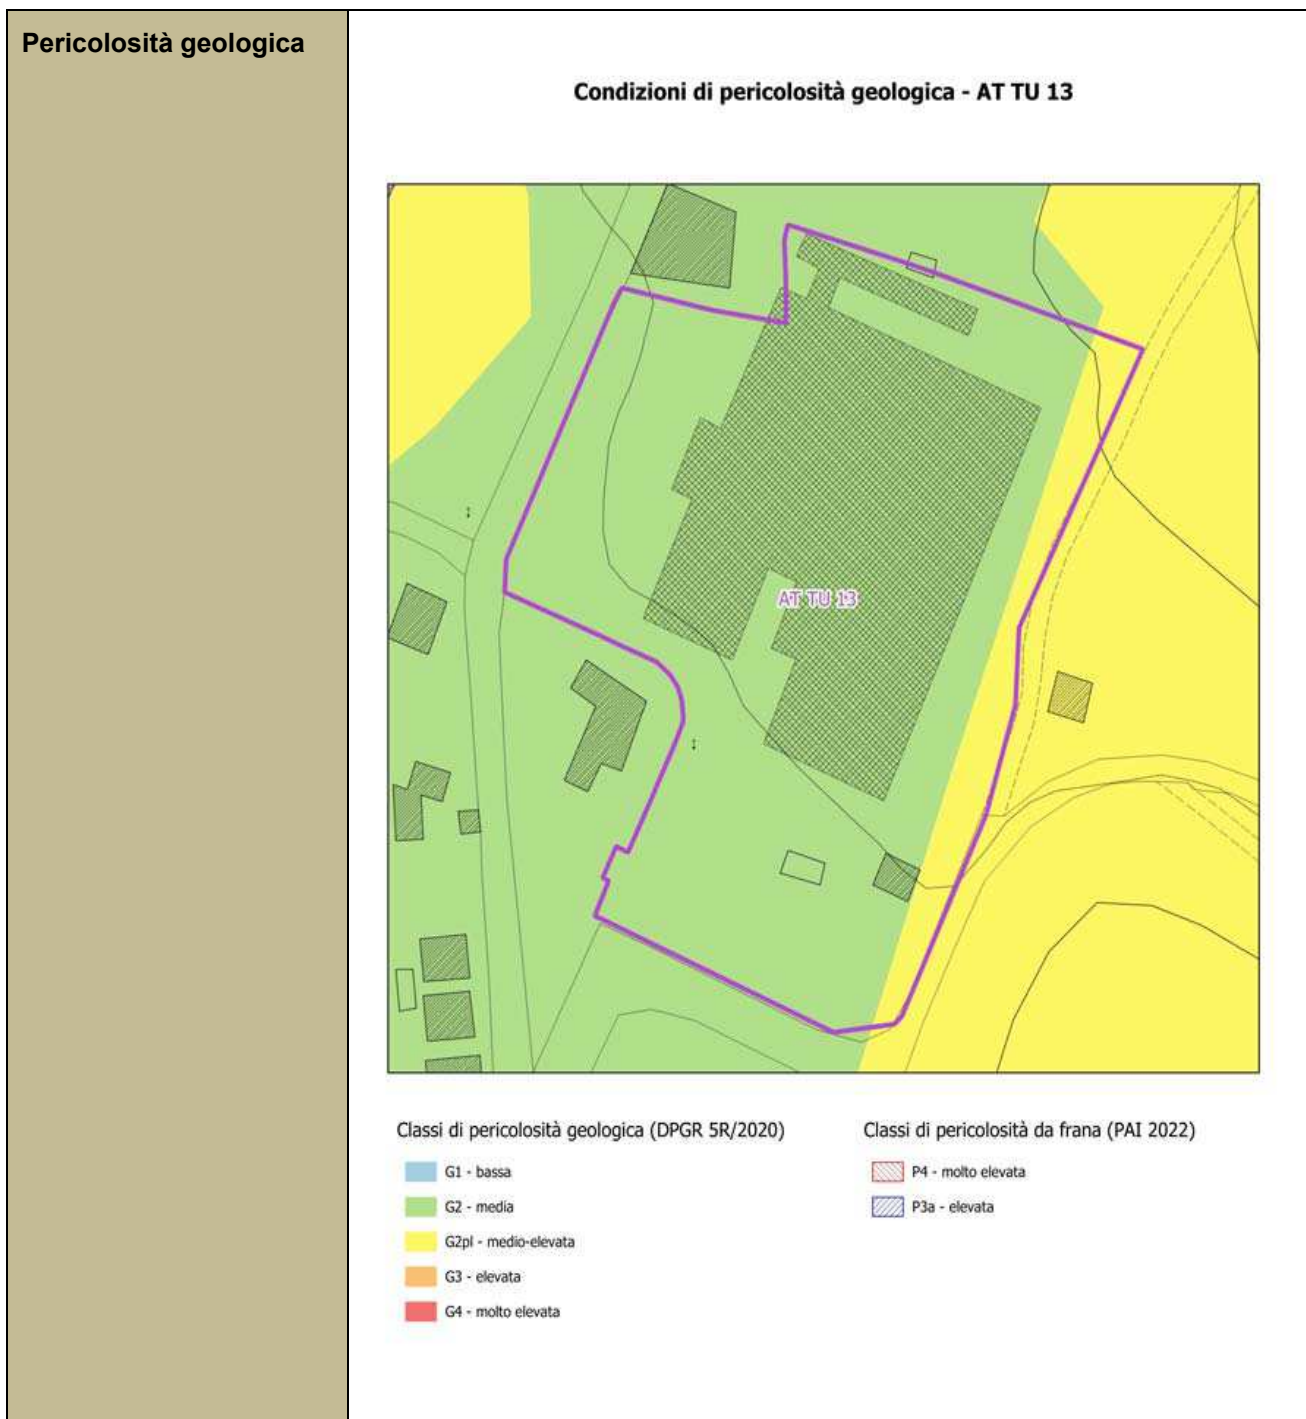 Pericolosità geologica
Condizioni di pericolosità geologica - AT TU 13
AT TU 13
Classi di pericolosità geologica (DPGR 5R/2020)
G1 - bassa
G2 - media
G2pl - medio-elevata
G3 - elevata
G4 - molto elevata
Classi di pericolosità da frana (PAI 2022)
P4 - molto elevata
P3a - elevata